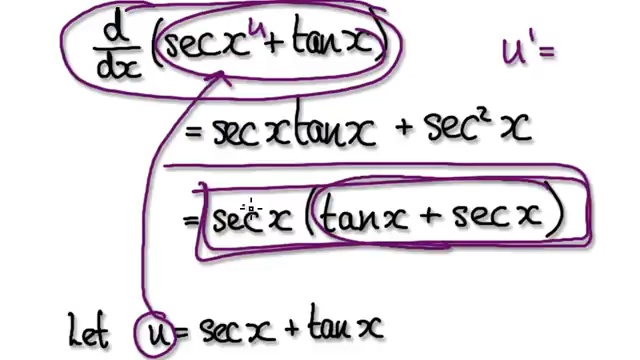 d/dx (sec x + tan x) u u' =
= sec x tan x + sec² x
= sec x (tan x + sec x)
Let u = sec x + tan x